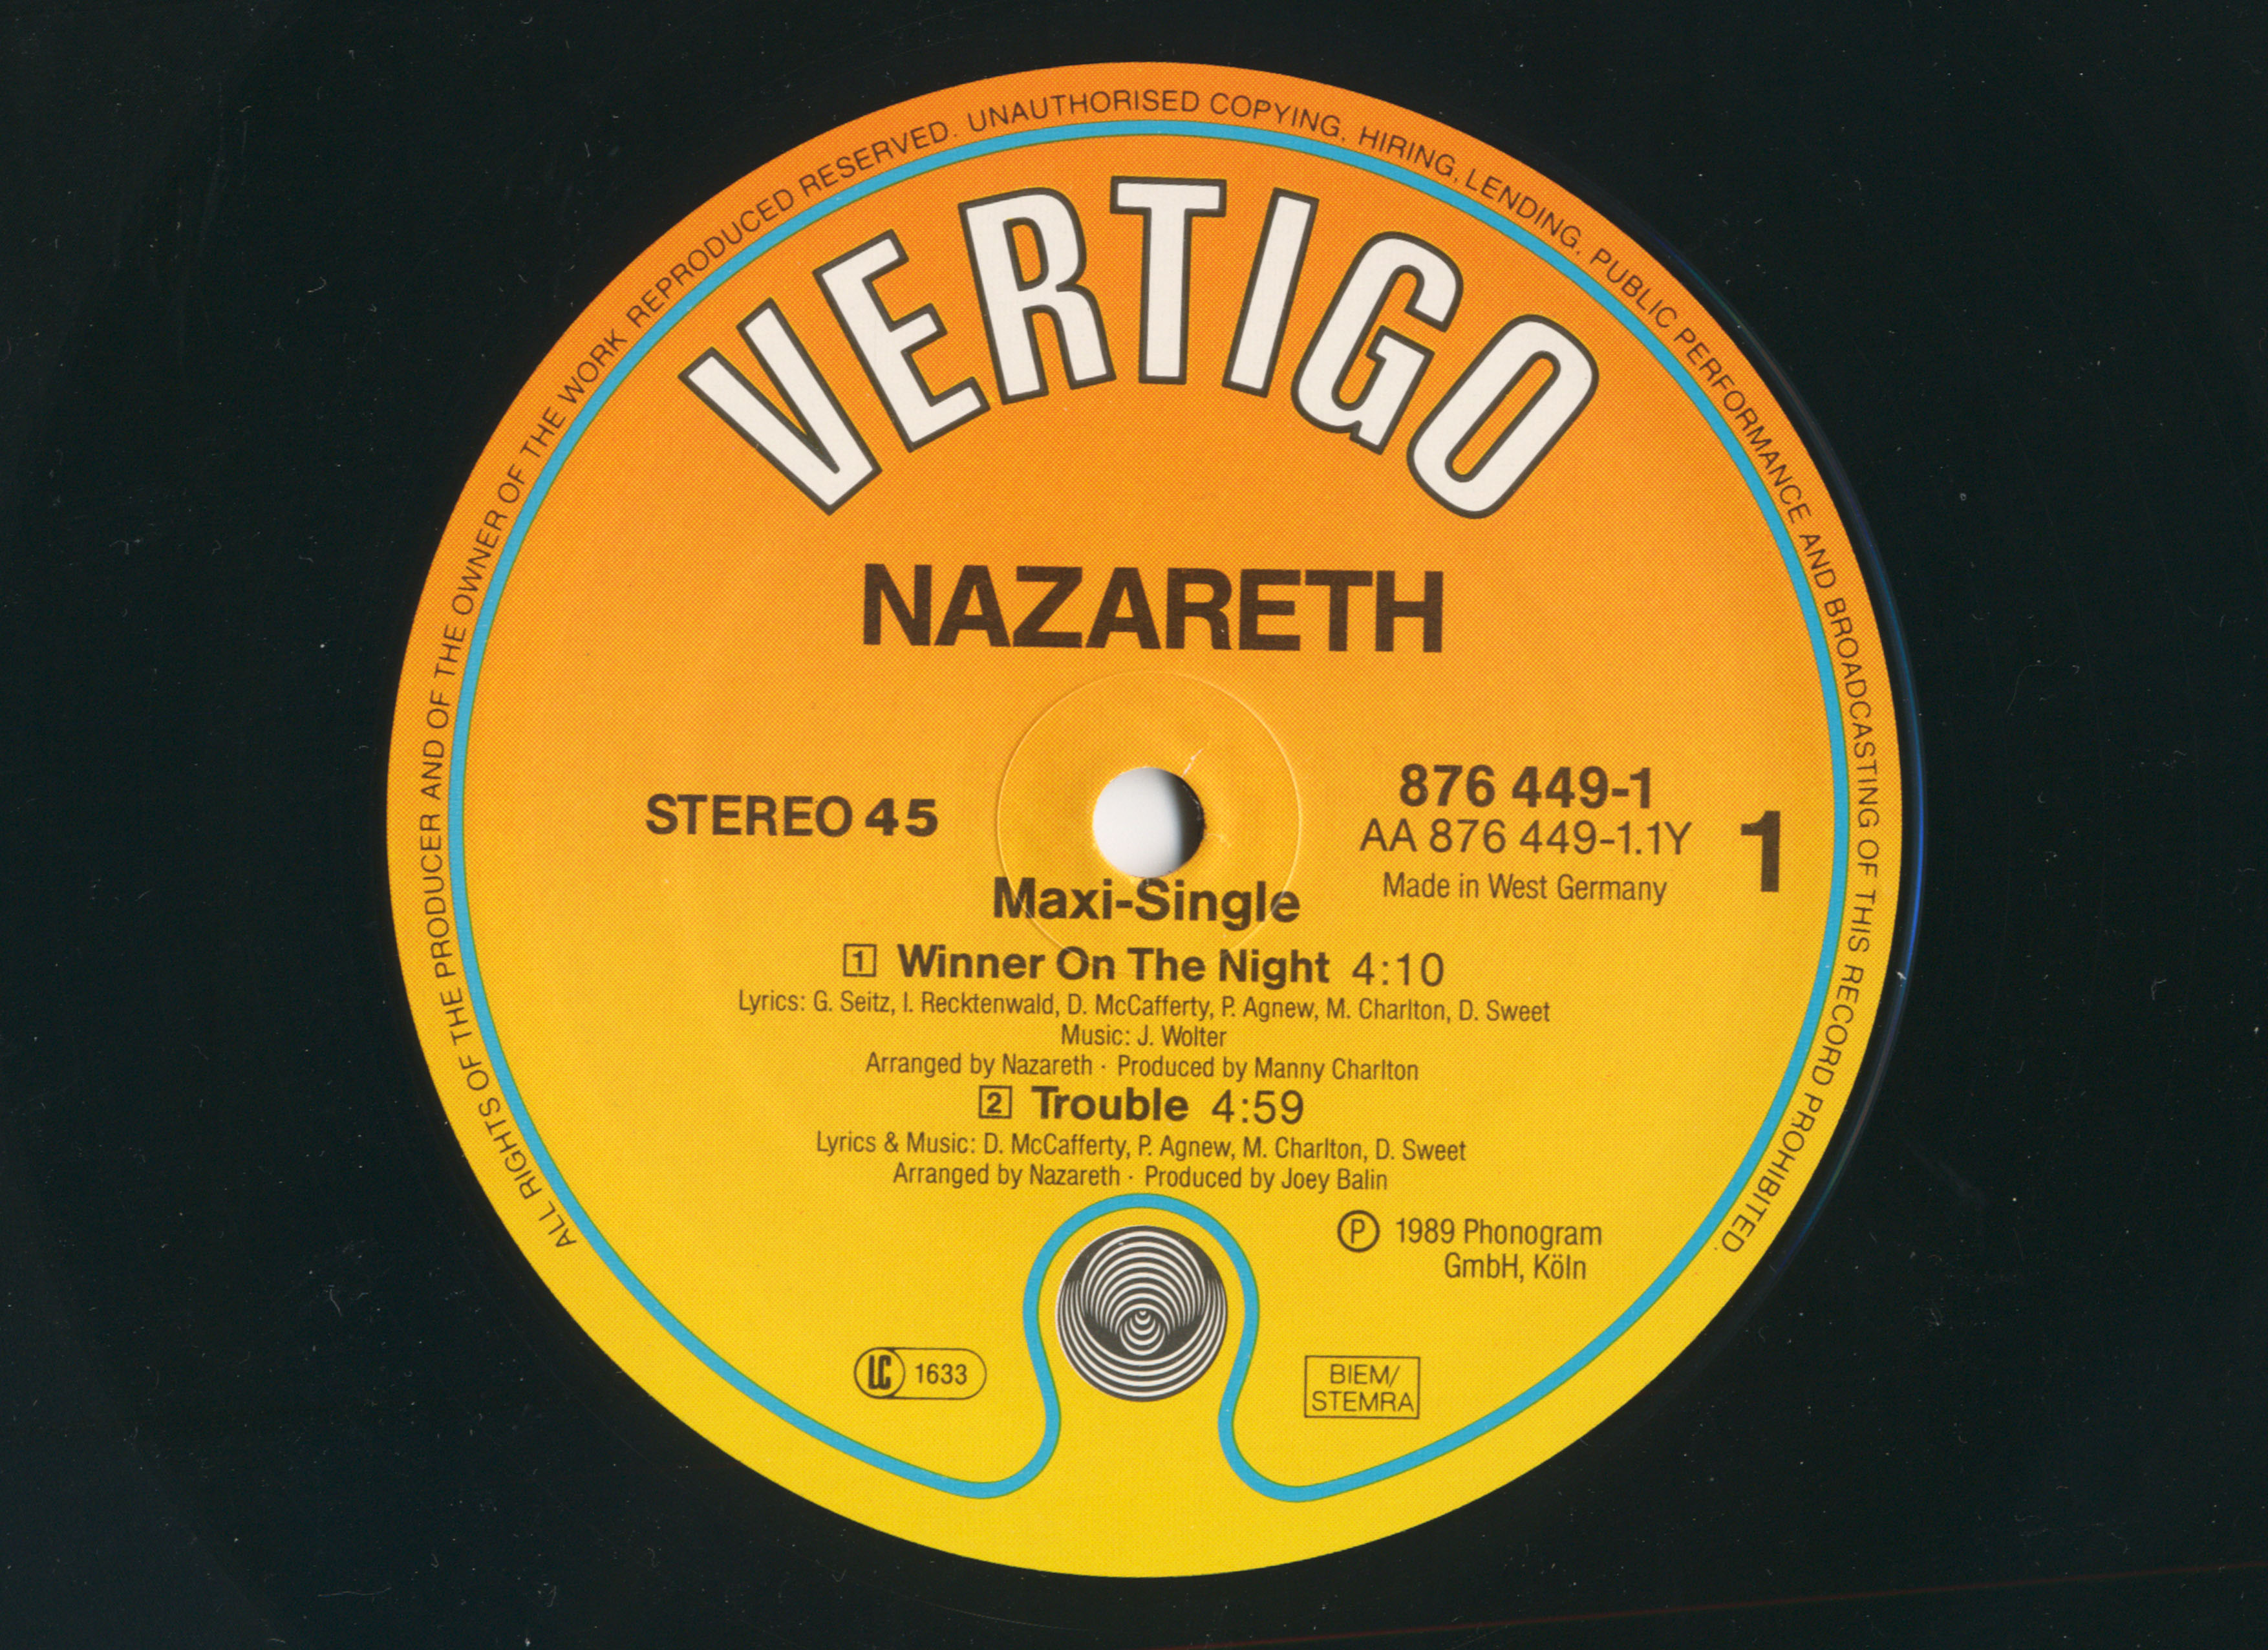 ALL RIGHTS OF THE PRODUCER AND OF THE OWNER OF THE WORK REPRODUCED RESERVED. UNAUTHORISED COPYING, HIRING, LENDING, PUBLIC PERFORMANCE AND BROADCASTING OF THIS RECORD PROHIBITED.
VERTIGO
NAZARETH
STEREO 45
876 449-1
AA 876 449-1.1Y
Made in West Germany
1
Maxi-Single
1 Winner On The Night 4:10
Lyrics: G. Seitz, I. Recktenwald, D. McCafferty, P. Agnew, M. Charlton, D. Sweet
Music: J. Wolter
Arranged by Nazareth · Produced by Manny Charlton
2 Trouble 4:59
Lyrics & Music: D. McCafferty, P. Agnew, M. Charlton, D. Sweet
Arranged by Nazareth · Produced by Joey Balin
Ⓟ 1989 Phonogram
GmbH, Köln
LC 1633
BIEM/
STEMRA